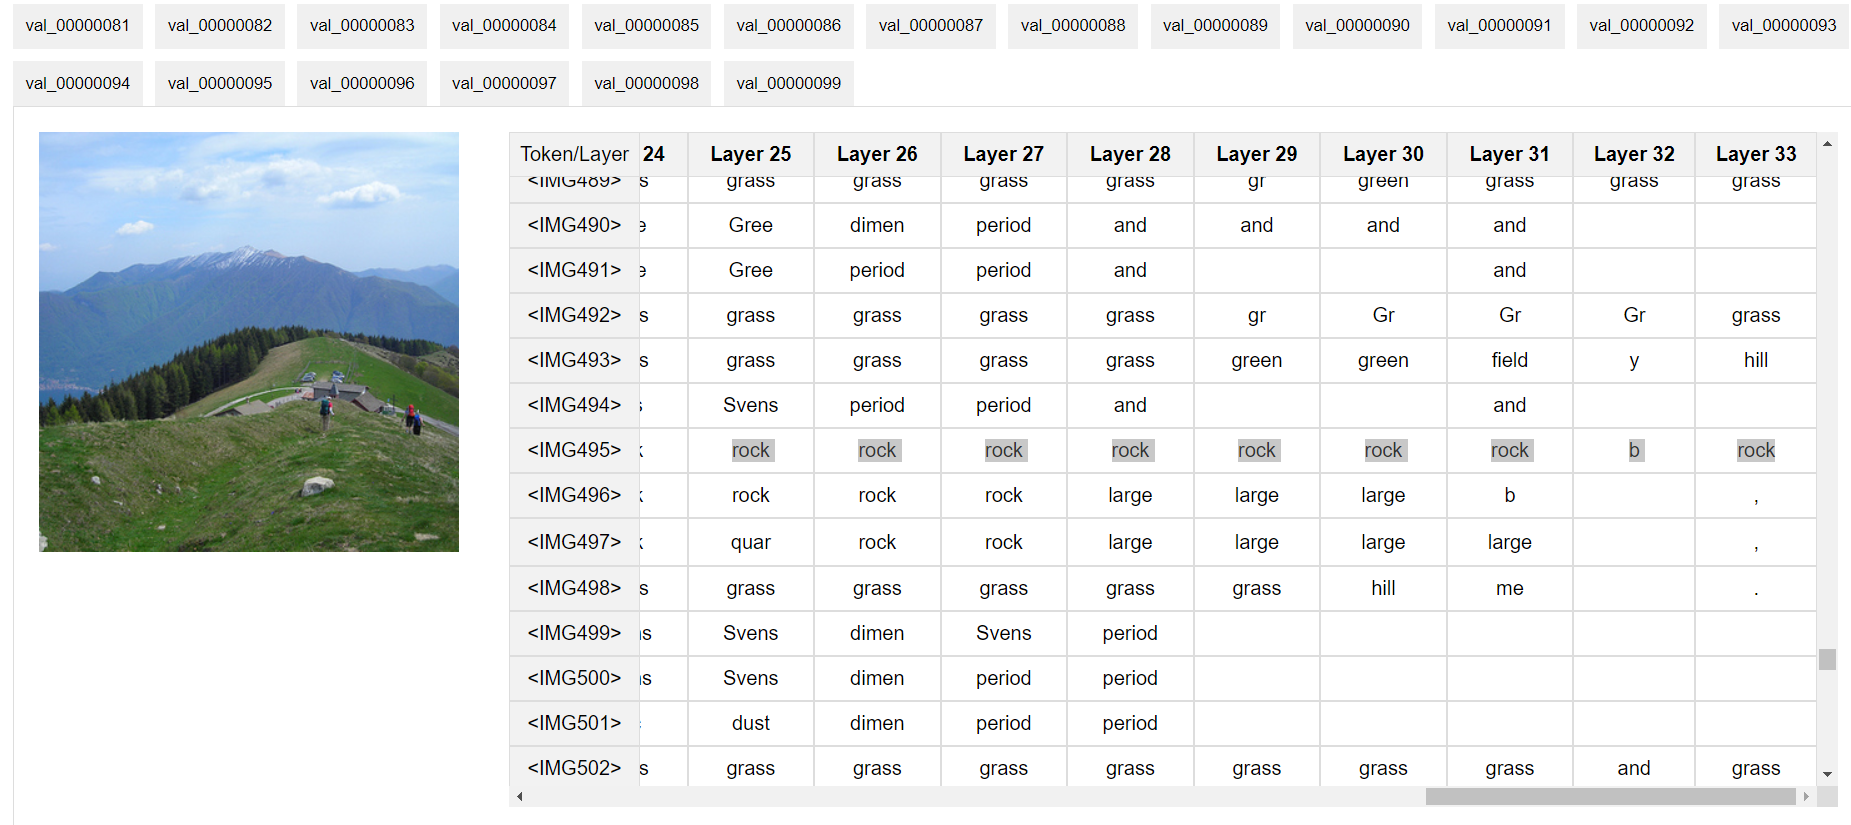 val_00000081 val_00000082 val_00000083 val_00000084 val_00000085 val_00000086 val_00000087 val_00000088 val_00000089 val_00000090 val_00000091 val_00000092 val_00000093
val_00000094 val_00000095 val_00000096 val_00000097 val_00000098 val_00000099
Token/Layer 24 Layer 25 Layer 26 Layer 27 Layer 28 Layer 29 Layer 30 Layer 31 Layer 32 Layer 33
<IMG489> s grass grass grass grass gr green grass grass grass
<IMG490> e Gree dimen period and and and and
<IMG491> e Gree period period and and
<IMG492> s grass grass grass grass gr Gr Gr Gr grass
<IMG493> s grass grass grass grass green green field y hill
<IMG494> s Svens period period and and
<IMG495> k rock rock rock rock rock rock rock b rock
<IMG496> k rock rock rock large large large b ,
<IMG497> k quar rock rock large large large large ,
<IMG498> s grass grass grass grass grass hill me .
<IMG499> s Svens dimen Svens period
<IMG500> s Svens dimen period period
<IMG501> dust dimen period period
<IMG502> s grass grass grass grass grass grass grass and grass